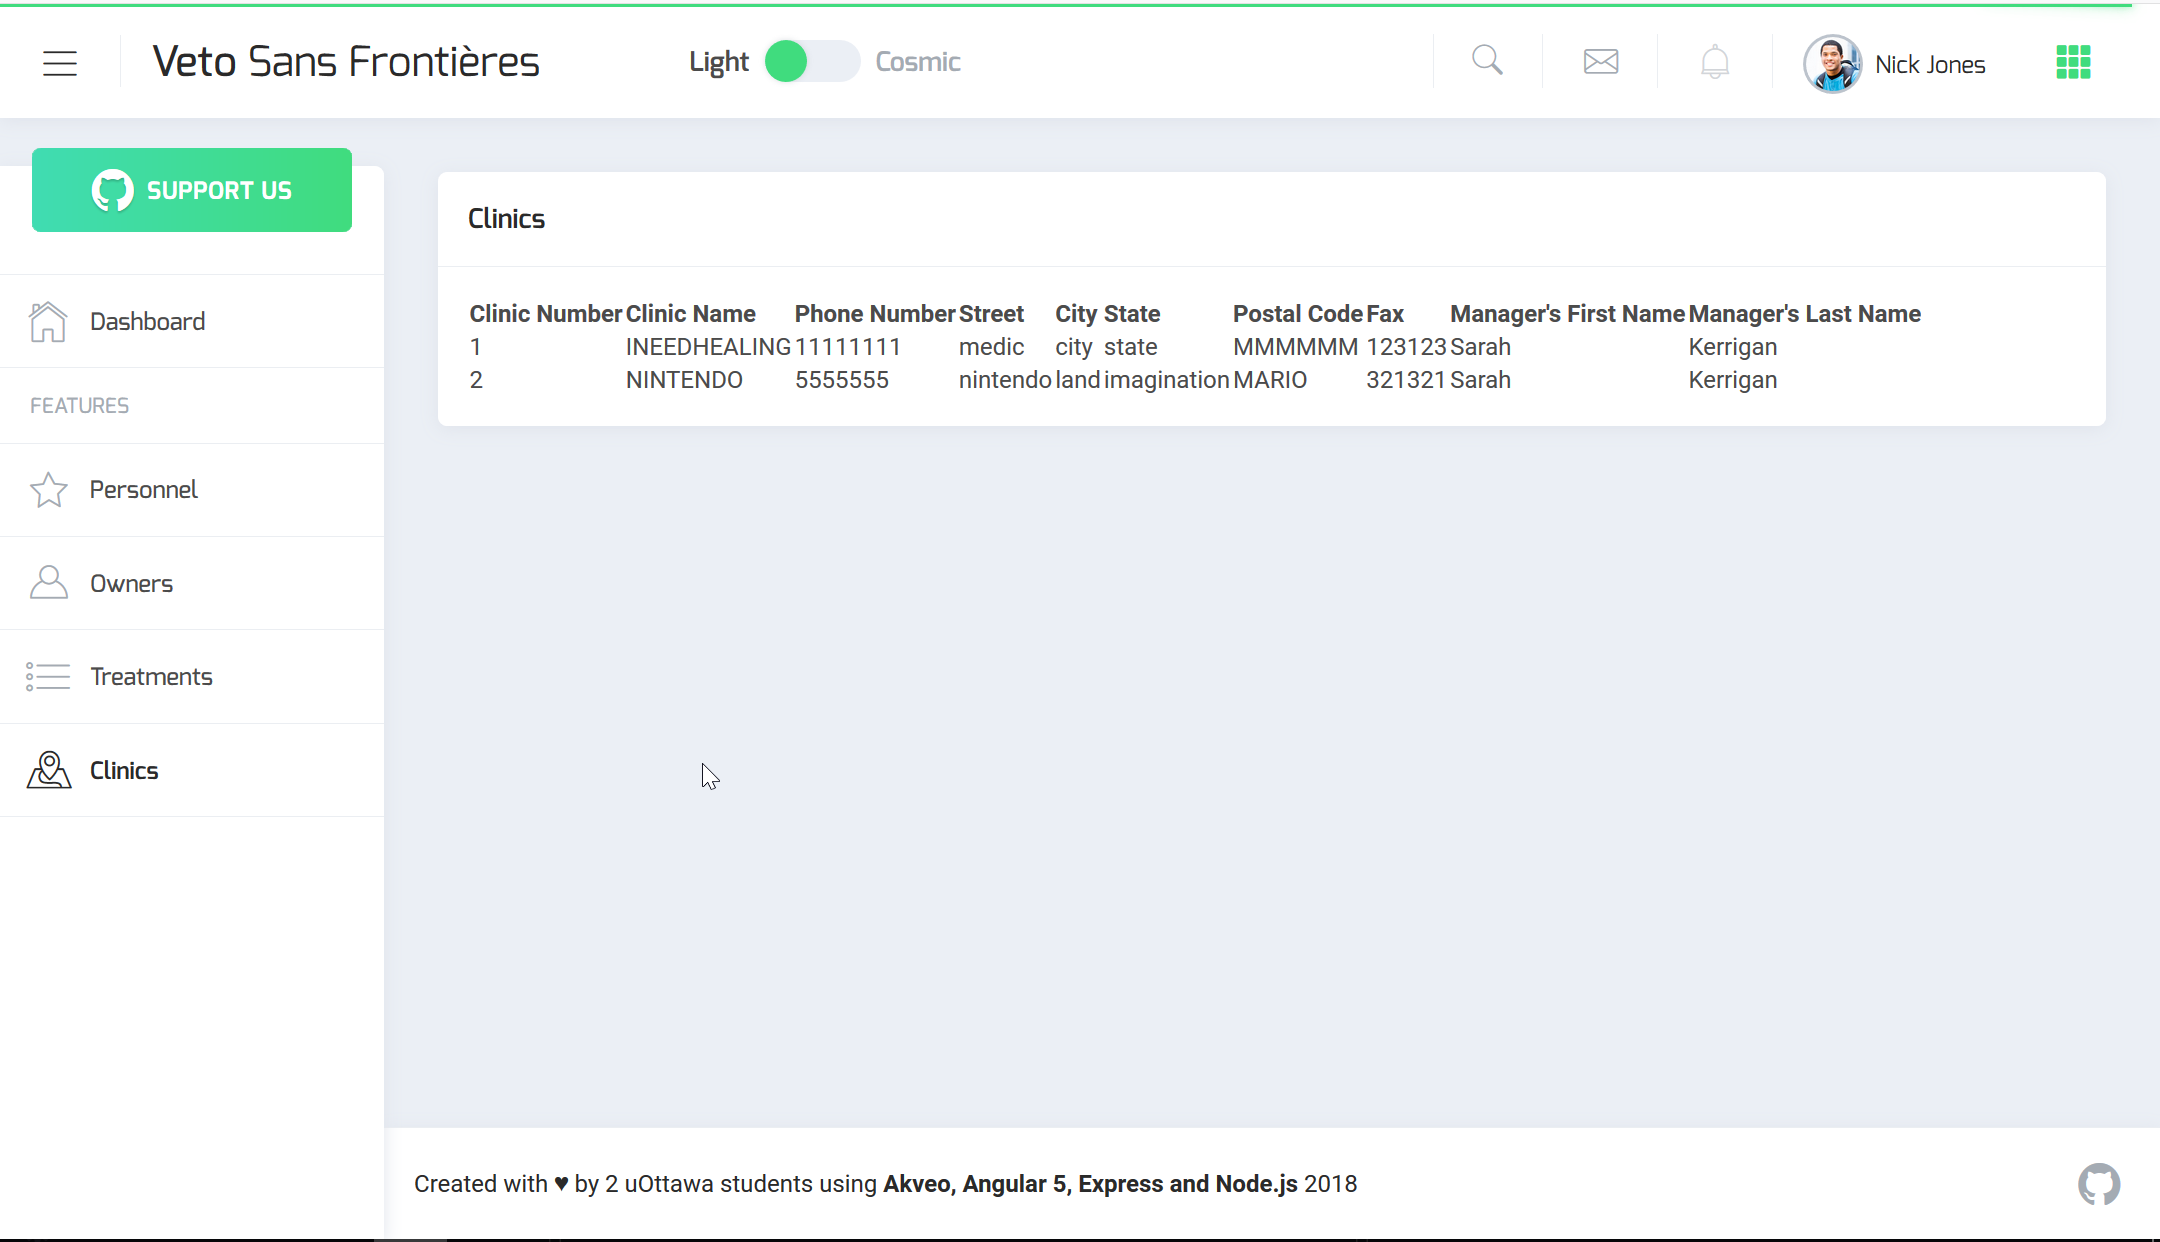 Veto Sans Frontières
Light Cosmic
Nick Jones
SUPPORT US
Dashboard
FEATURES
Personnel
Owners
Treatments
Clinics
Clinics
Clinic Number Clinic Name Phone Number Street City State Postal Code Fax Manager's First Name Manager's Last Name
1 INEEDHEALING 11111111 medic city state MMMMMM 123123 Sarah Kerrigan
2 NINTENDO 5555555 nintendo land imagination MARIO 321321 Sarah Kerrigan
Created with ♥ by 2 uOttawa students using Akveo, Angular 5, Express and Node.js 2018